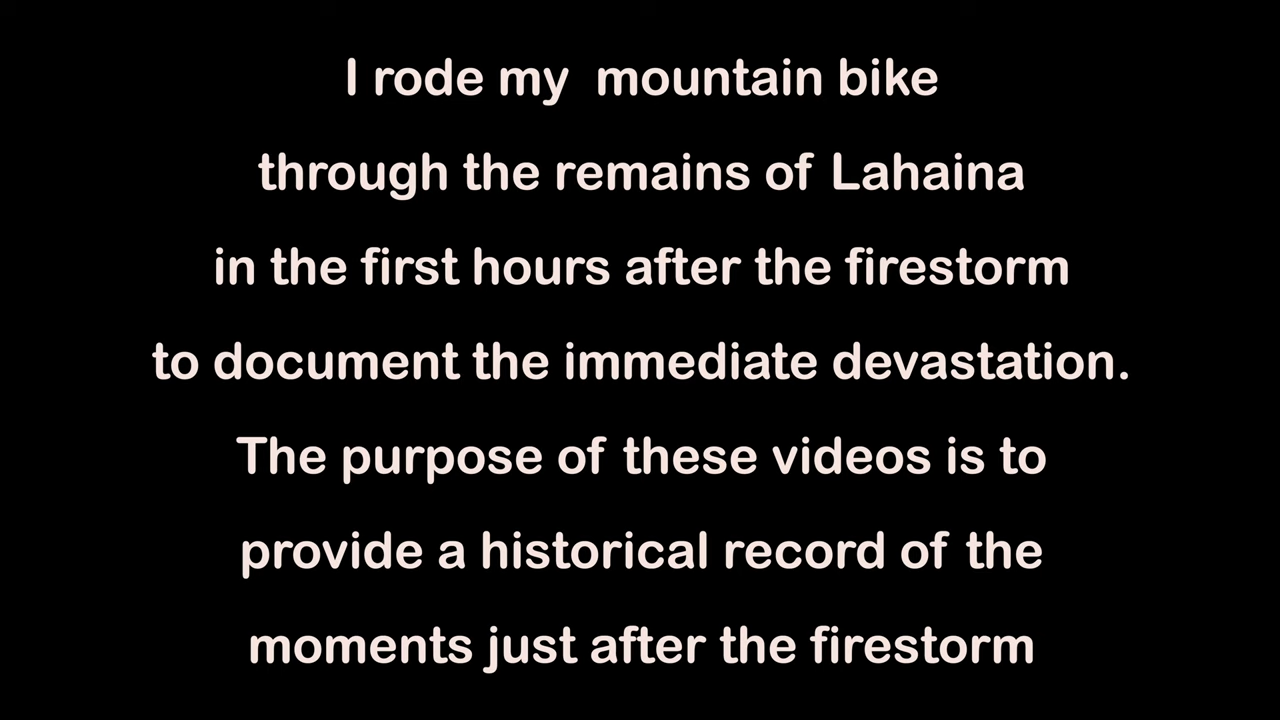 I rode my  mountain bike
through the remains of Lahaina
in the first hours after the firestorm
to document the immediate devastation.
The purpose of these videos is to
provide a historical record of the
moments just after the firestorm